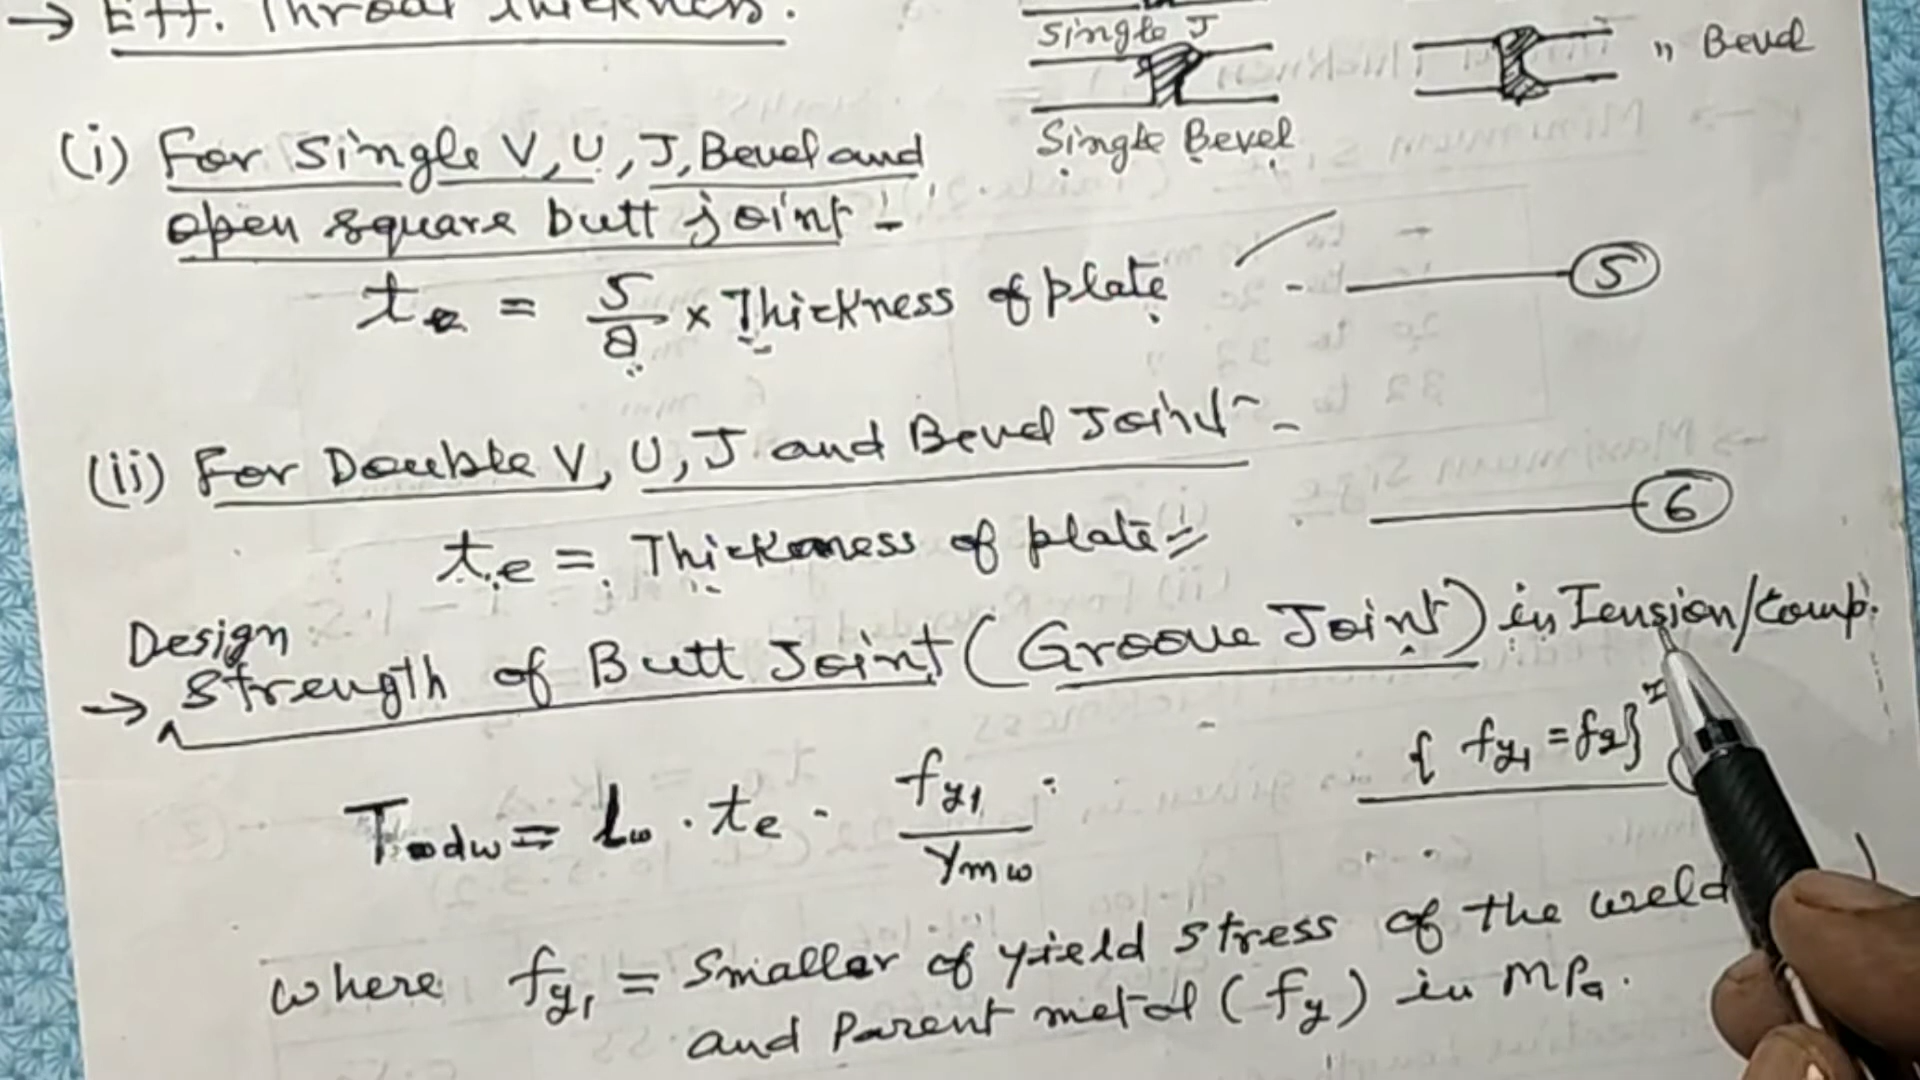 → Eff. Throat thickness.
Single J
" Bevel
Single Bevel
(i) For Single V, U, J, Bevel and
open square butt joint -
te = 5/8 × Thickness of plate - 5
(ii) For Double V, U, J and Bevel Joint -
te = Thickness of plate 6
Design
→ Strength of Butt Joint (Groove Joint) in Tension/Comp.
{ fy1 = fy }
Tdw = lw . te . fy1 / γmw
where fy1 = Smaller of yield stress of the weld
and Parent metal (fy) in MPa.